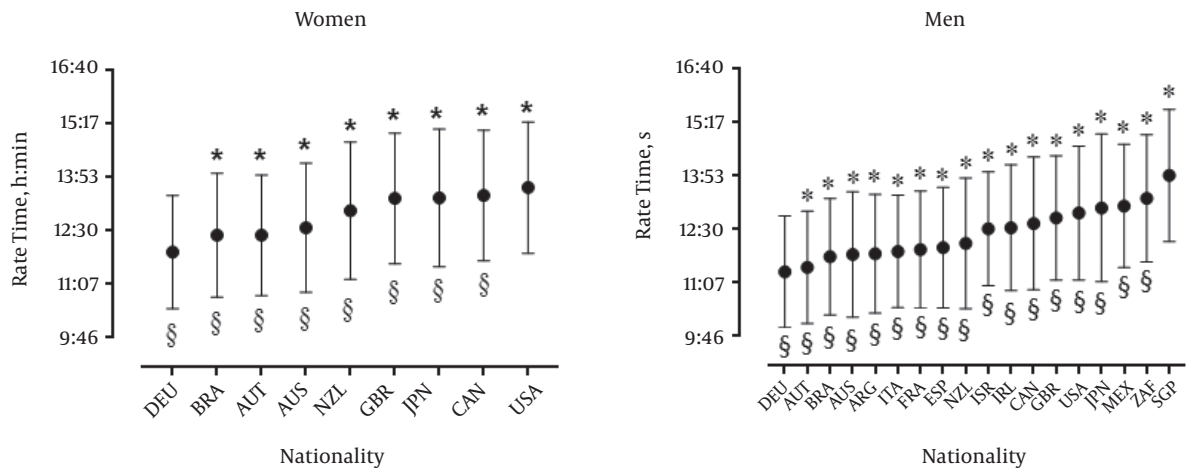 Women
Rate Time, h:min
16:40
15:17
13:53
12:30
11:07
9:46
* * * * * * * *
§ § § § § § § §
DEU BRA AUT AUS NZL GBR JPN CAN USA
Nationality
Men
Rate Time, s
16:40
15:17
13:53
12:30
11:07
9:46
* * * * * * * * * * * * * * * * *
§ § § § § § § § § § § § § § § § §
DEU AUT BRA AUS ARG ITA FRA ESP NZL ISR IRL CAN GBR USA JPN MEX ZAF SGP
Nationality